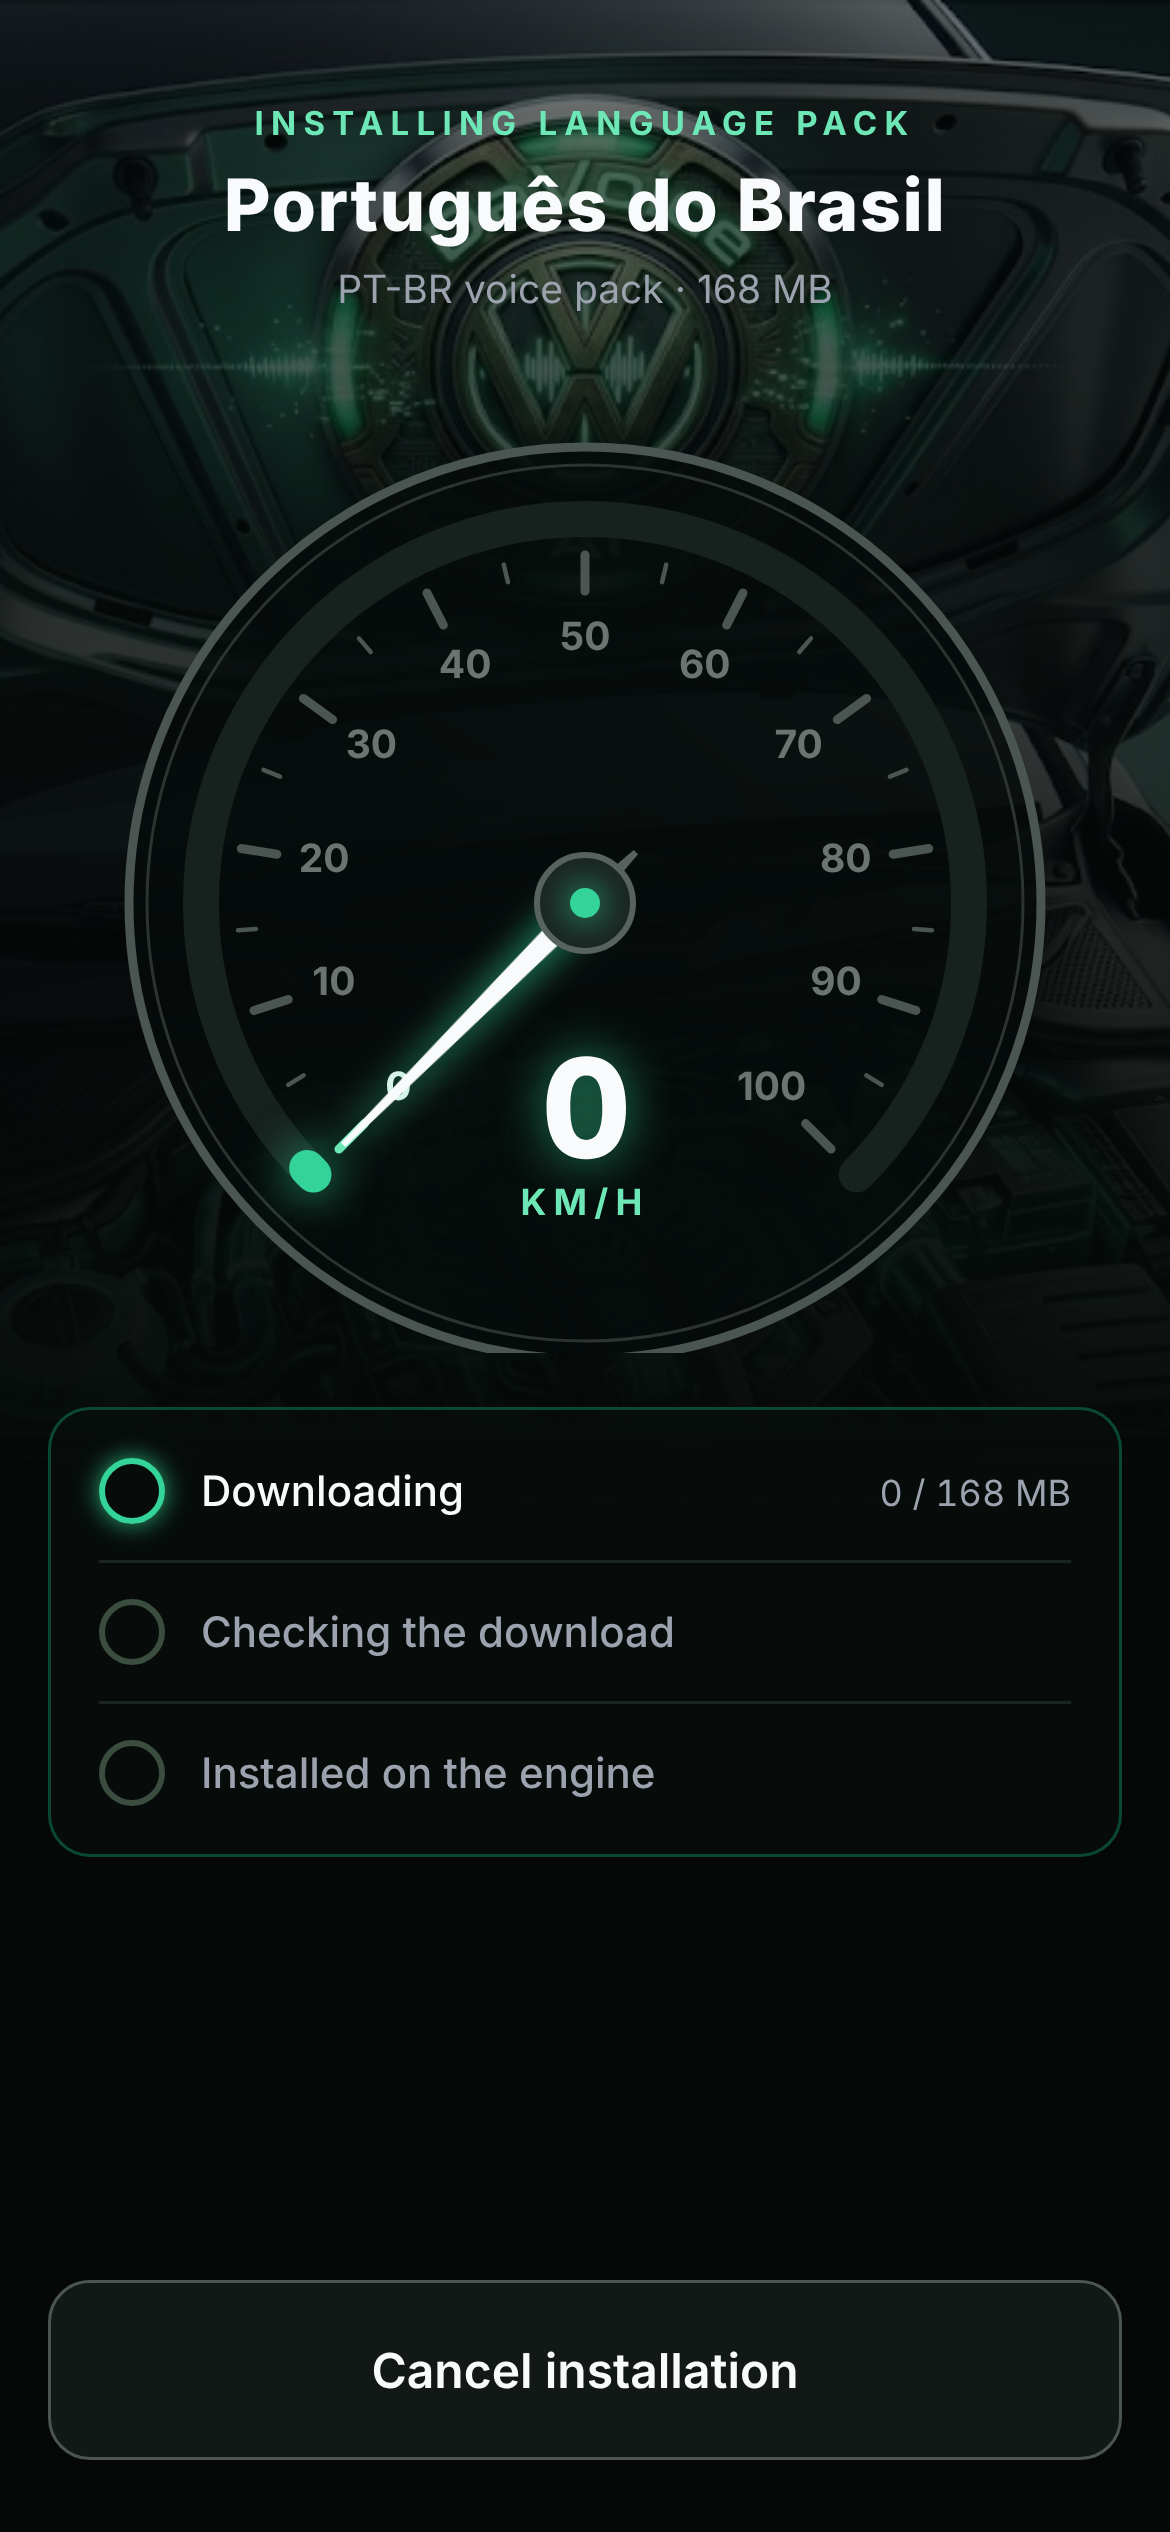 INSTALLING LANGUAGE PACK
Português do Brasil
PT-BR voice pack · 168 MB
50
40
60
30
70
20
80
10
90
0
100
0
KM/H
Downloading
0 / 168 MB
Checking the download
Installed on the engine
Cancel installation